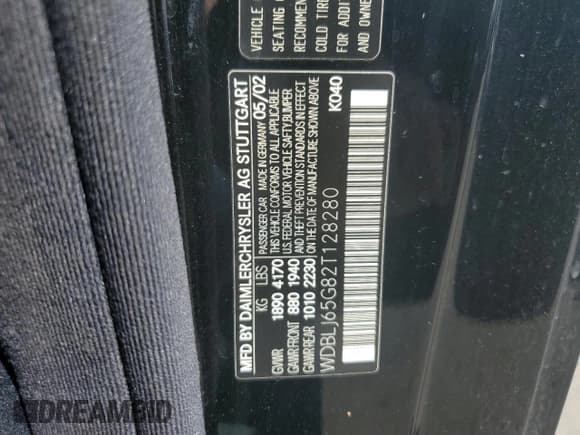 VEHICLE
SEATING
RECOMMEN
COLD TIRE
FOR ADDI
AND OWNE
MFD BY DAIMLERCHRYSLER AG STUTTGART
PASSENGER CAR MADE IN GERMANY 05/02
KG LBS
THIS VEHICLE CONFORMS TO ALL APPLICABLE
GVWR 1890 4170
U.S. FEDERAL MOTOR VEHICLE SAFTY, BUMPER,
GAWR FRONT 880 1940
AND THEFT PREVENTION STANDARDS IN EFFECT
GAWR REAR 1010 2230
ON THE DATE OF MANUFACTURE SHOWN ABOVE
WDBLJ65G82T128280
K040
DREAMBID